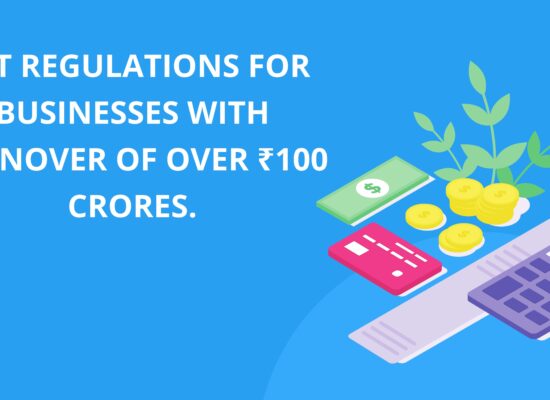 T REGULATIONS FOR
BUSINESSES WITH
NOVER OF OVER ₹100
CRORES.